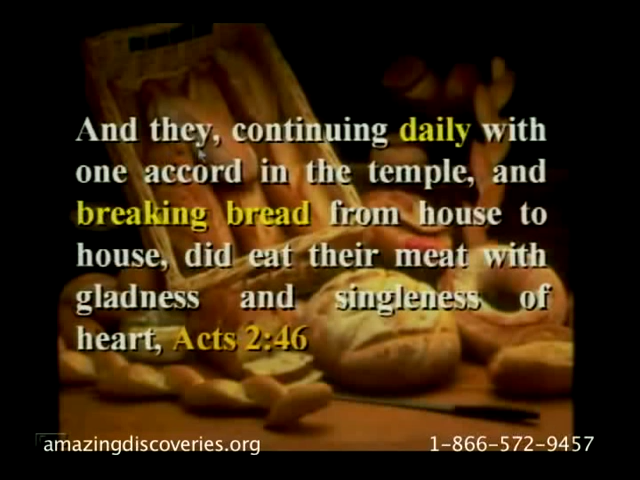 And they, continuing daily with
one accord in the temple, and
breaking bread from house to
house, did eat their meat with
gladness and singleness of
heart, Acts 2:46
amazingdiscoveries.org
1-866-572-9457